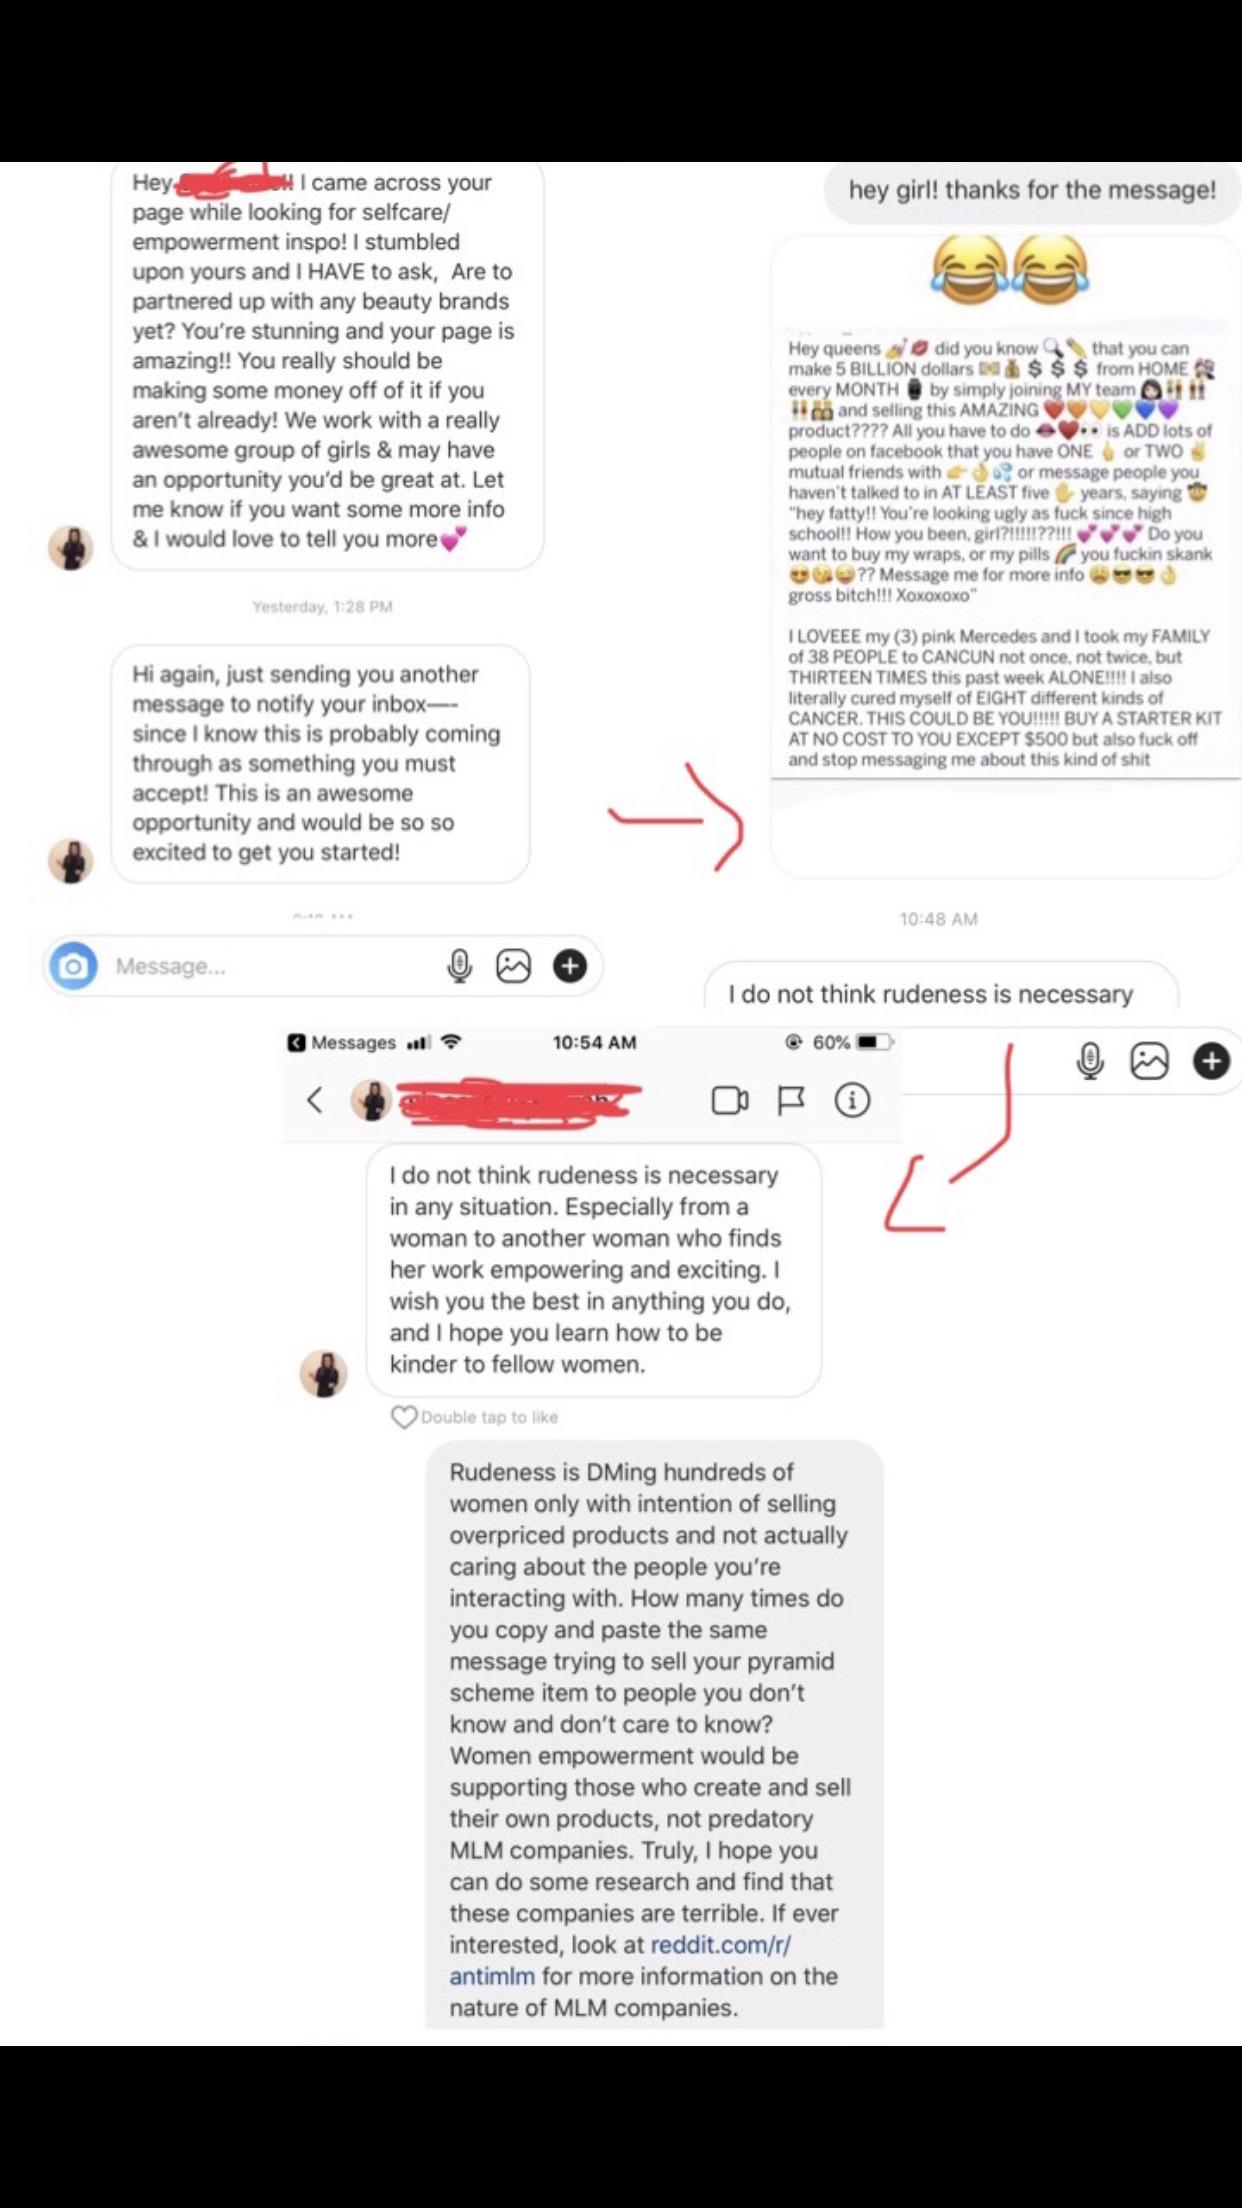 Hey !! I came across your
page while looking for selfcare/
empowerment inspo! I stumbled
upon yours and I HAVE to ask, Are to
partnered up with any beauty brands
yet? You're stunning and your page is
amazing!! You really should be
making some money off of it if you
aren't already! We work with a really
awesome group of girls & may have
an opportunity you'd be great at. Let
me know if you want some more info
& I would love to tell you more💕
Yesterday, 1:28 PM
Hi again, just sending you another
message to notify your inbox—-
since I know this is probably coming
through as something you must
accept! This is an awesome
opportunity and would be so so
excited to get you started!
Message...
hey girl! thanks for the message!
😂😂
Hey queens 💅💋 did you know 🔍✏️ that you can
make 5 BILLION dollars 💵💰💲💲💲 from HOME
every MONTH by simply joining MY team
and selling this AMAZING ❤️🧡💛💚💙💜
product???? All you have to do 👄❤️👀 is ADD lots of
people on facebook that you have ONE ☝️ or TWO ✌️
mutual friends with 👉👌💦 or message people you
haven't talked to in AT LEAST five ✋ years, saying 🤠
"hey fatty!! You're looking ugly as fuck since high
school!! How you been, girl?!!!!!??!!! 💕💕💕 Do you
want to buy my wraps, or my pills 🌈 you fuckin skank
😍😘😜?? Message me for more info 😩😎😎👌
gross bitch!!! Xoxoxoxo"
I LOVEEE my (3) pink Mercedes and I took my FAMILY
of 38 PEOPLE to CANCUN not once, not twice, but
THIRTEEN TIMES this past week ALONE!!!! I also
literally cured myself of EIGHT different kinds of
CANCER. THIS COULD BE YOU!!!!! BUY A STARTER KIT
AT NO COST TO YOU EXCEPT $500 but also fuck off
and stop messaging me about this kind of shit
10:48 AM
I do not think rudeness is necessary
Messages 10:54 AM 60%
I do not think rudeness is necessary
in any situation. Especially from a
woman to another woman who finds
her work empowering and exciting. I
wish you the best in anything you do,
and I hope you learn how to be
kinder to fellow women.
Double tap to like
Rudeness is DMing hundreds of
women only with intention of selling
overpriced products and not actually
caring about the people you're
interacting with. How many times do
you copy and paste the same
message trying to sell your pyramid
scheme item to people you don't
know and don't care to know?
Women empowerment would be
supporting those who create and sell
their own products, not predatory
MLM companies. Truly, I hope you
can do some research and find that
these companies are terrible. If ever
interested, look at reddit.com/r/
antimlm for more information on the
nature of MLM companies.